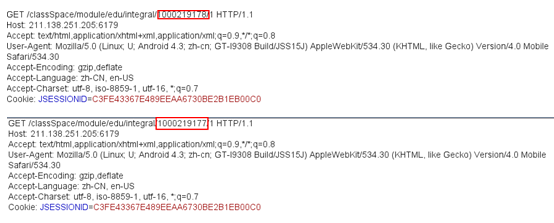 GET /classSpace/module/edu/integral/1000219178/1 HTTP/1.1
Host: 211.138.251.205:6179
Accept: text/html,application/xhtml+xml,application/xml;q=0.9,*/*;q=0.8
User-Agent: Mozilla/5.0 (Linux; U; Android 4.3; zh-cn; GT-I9308 Build/JSS15J) AppleWebKit/534.30 (KHTML, like Gecko) Version/4.0 Mobile
Safari/534.30
Accept-Encoding: gzip,deflate
Accept-Language: zh-CN, en-US
Accept-Charset: utf-8, iso-8859-1, utf-16, *;q=0.7
Cookie: JSESSIONID=C3FE43367E489EEAA6730BE2B1EB00C0
GET /classSpace/module/edu/integral/1000219177/1 HTTP/1.1
Host: 211.138.251.205:6179
Accept: text/html,application/xhtml+xml,application/xml;q=0.9,*/*;q=0.8
User-Agent: Mozilla/5.0 (Linux; U; Android 4.3; zh-cn; GT-I9308 Build/JSS15J) AppleWebKit/534.30 (KHTML, like Gecko) Version/4.0 Mobile
Safari/534.30
Accept-Encoding: gzip,deflate
Accept-Language: zh-CN, en-US
Accept-Charset: utf-8, iso-8859-1, utf-16, *;q=0.7
Cookie: JSESSIONID=C3FE43367E489EEAA6730BE2B1EB00C0